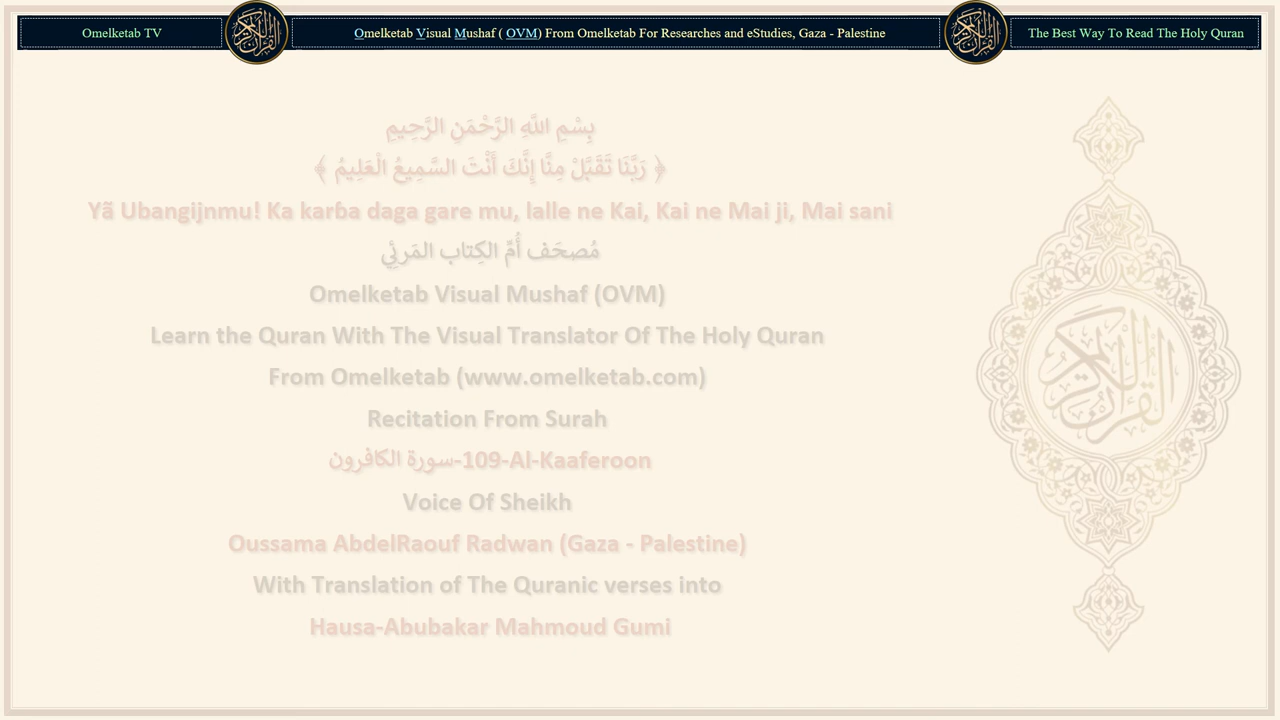 Omelketab TV
Omelketab Visual Mushaf ( OVM) From Omelketab For Researches and eStudies, Gaza - Palestine
The Best Way To Read The Holy Quran
بِسْمِ اللَّهِ الرَّحْمَنِ الرَّحِيمِ
﴿ رَبَّنَا تَقَبَّلْ مِنَّا إِنَّكَ أَنْتَ السَّمِيعُ الْعَلِيمُ ﴾
Yã Ubangijnmu! Ka karɓa daga gare mu, lalle ne Kai, Kai ne Mai ji, Mai sani
مُصحَف أُمِّ الكِتاب المَرئي
Omelketab Visual Mushaf (OVM)
Learn the Quran With The Visual Translator Of The Holy Quran
From Omelketab (www.omelketab.com)
Recitation From Surah
سورة الكافرون-109-Al-Kaaferoon
Voice Of Sheikh
Oussama AbdelRaouf Radwan (Gaza - Palestine)
With Translation of The Quranic verses into
Hausa-Abubakar Mahmoud Gumi
القرآن الكريم